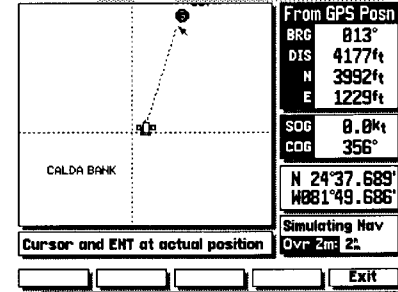 From GPS Posn
BRG 013°
DIS 4177ft
N 3992ft
E 1229ft
SOG 0.0kt
COG 356°
CALDA BANK
N 24°37.689'
W081°49.686'
Simulating Nav
Cursor and ENT at actual position
Ovr Zm: 2
Exit